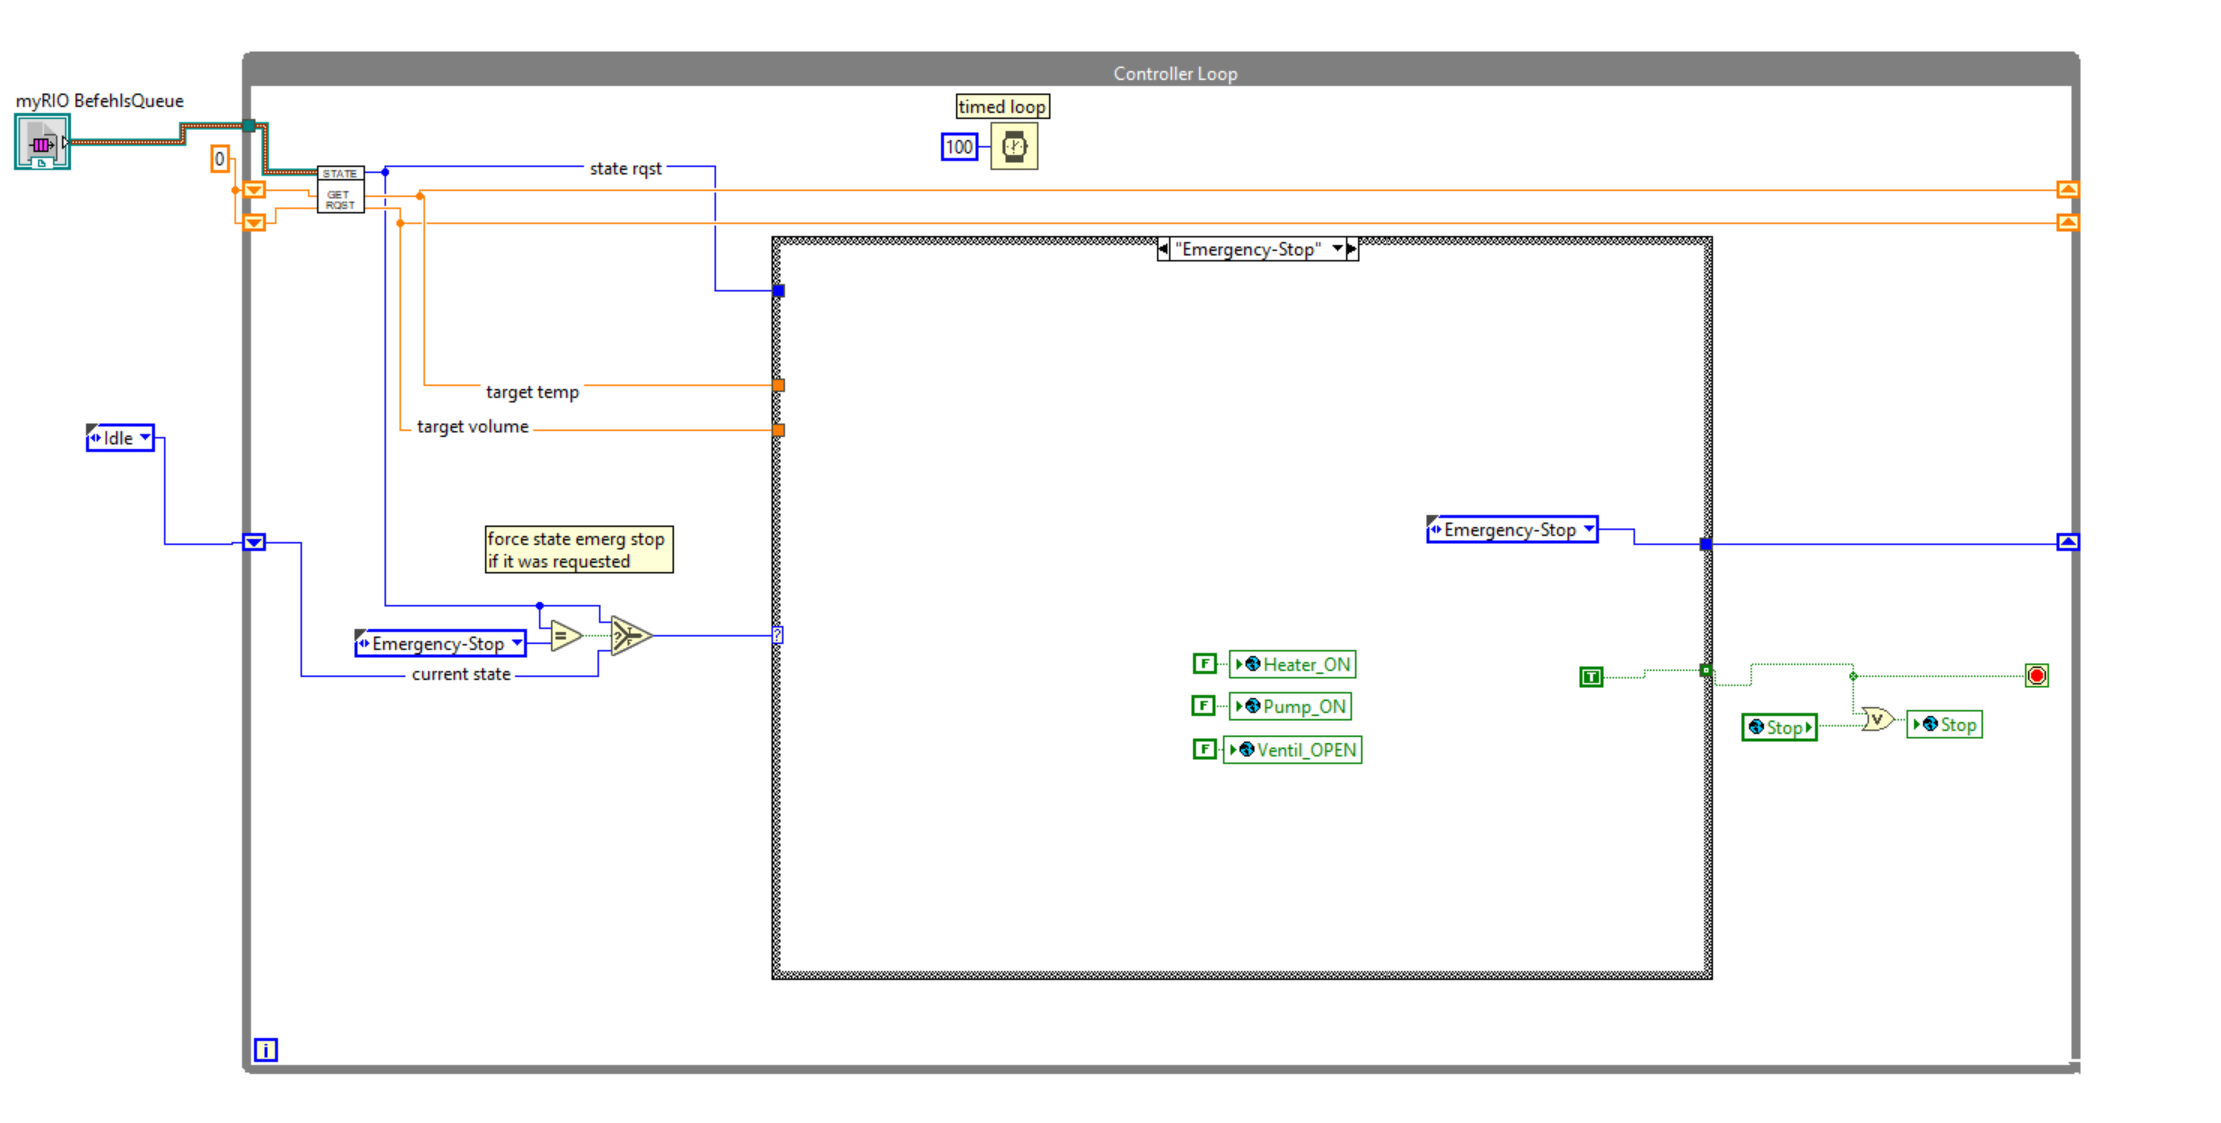 Controller Loop
myRIO BefehlsQueue
timed loop
100
0
STATE
GET
RQST
state rqst
"Emergency-Stop"
target temp
target volume
Idle
force state emerg stop
if it was requested
Emergency-Stop
Emergency-Stop
=
?
T
F
?
current state
F
Heater_ON
F
Pump_ON
F
Ventil_OPEN
T
Stop
V
Stop
i